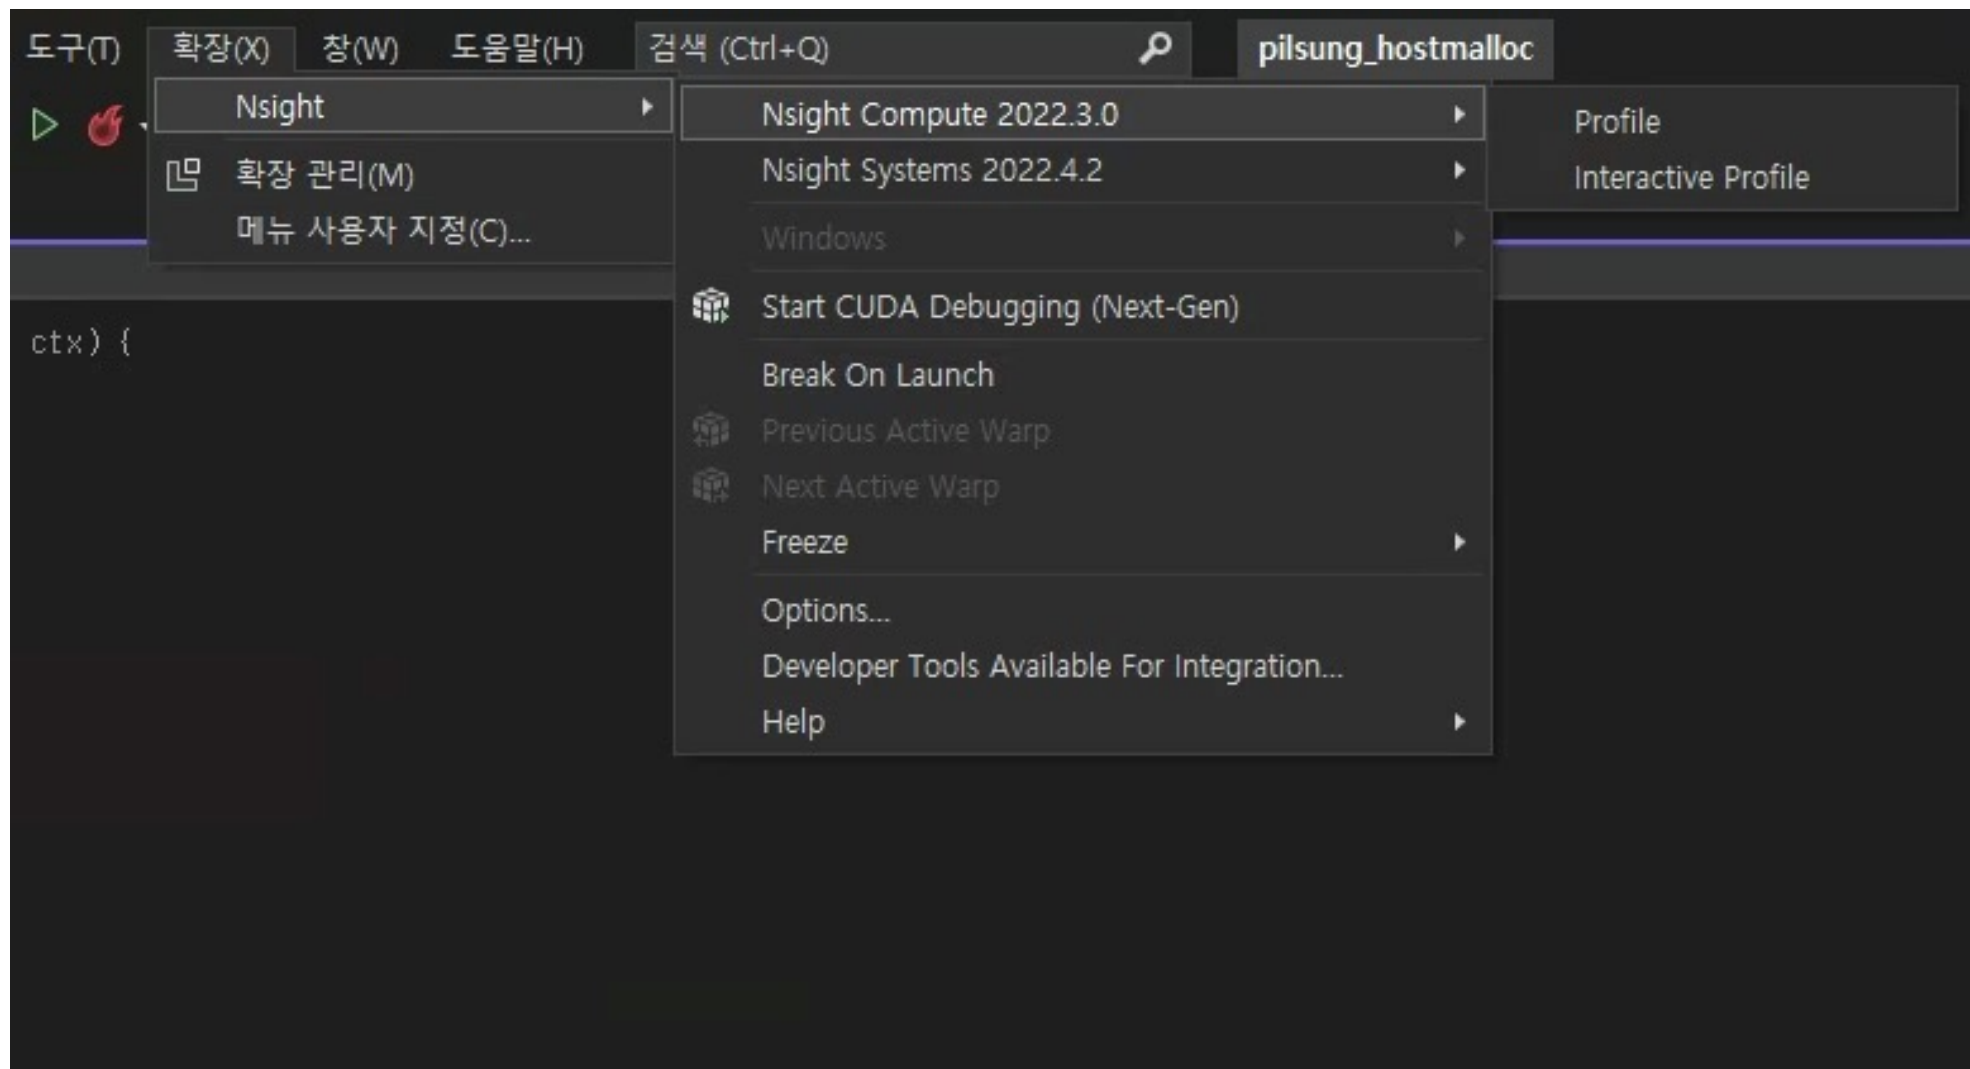 도구(T) 확장(X) 창(W) 도움말(H) 검색 (Ctrl+Q) pilsung_hostmalloc
Nsight
확장 관리(M)
메뉴 사용자 지정(C)...
Nsight Compute 2022.3.0
Nsight Systems 2022.4.2
Windows
Start CUDA Debugging (Next-Gen)
Break On Launch
Previous Active Warp
Next Active Warp
Freeze
Options...
Developer Tools Available For Integration...
Help
Profile
Interactive Profile
ctx) {